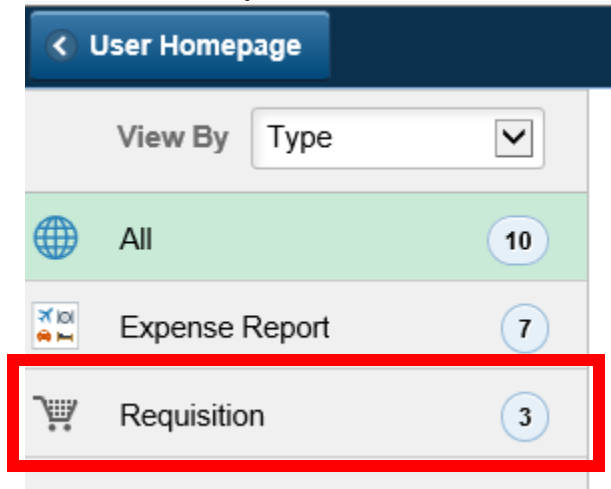 User Homepage
View By Type
All 10
Expense Report 7
Requisition 3